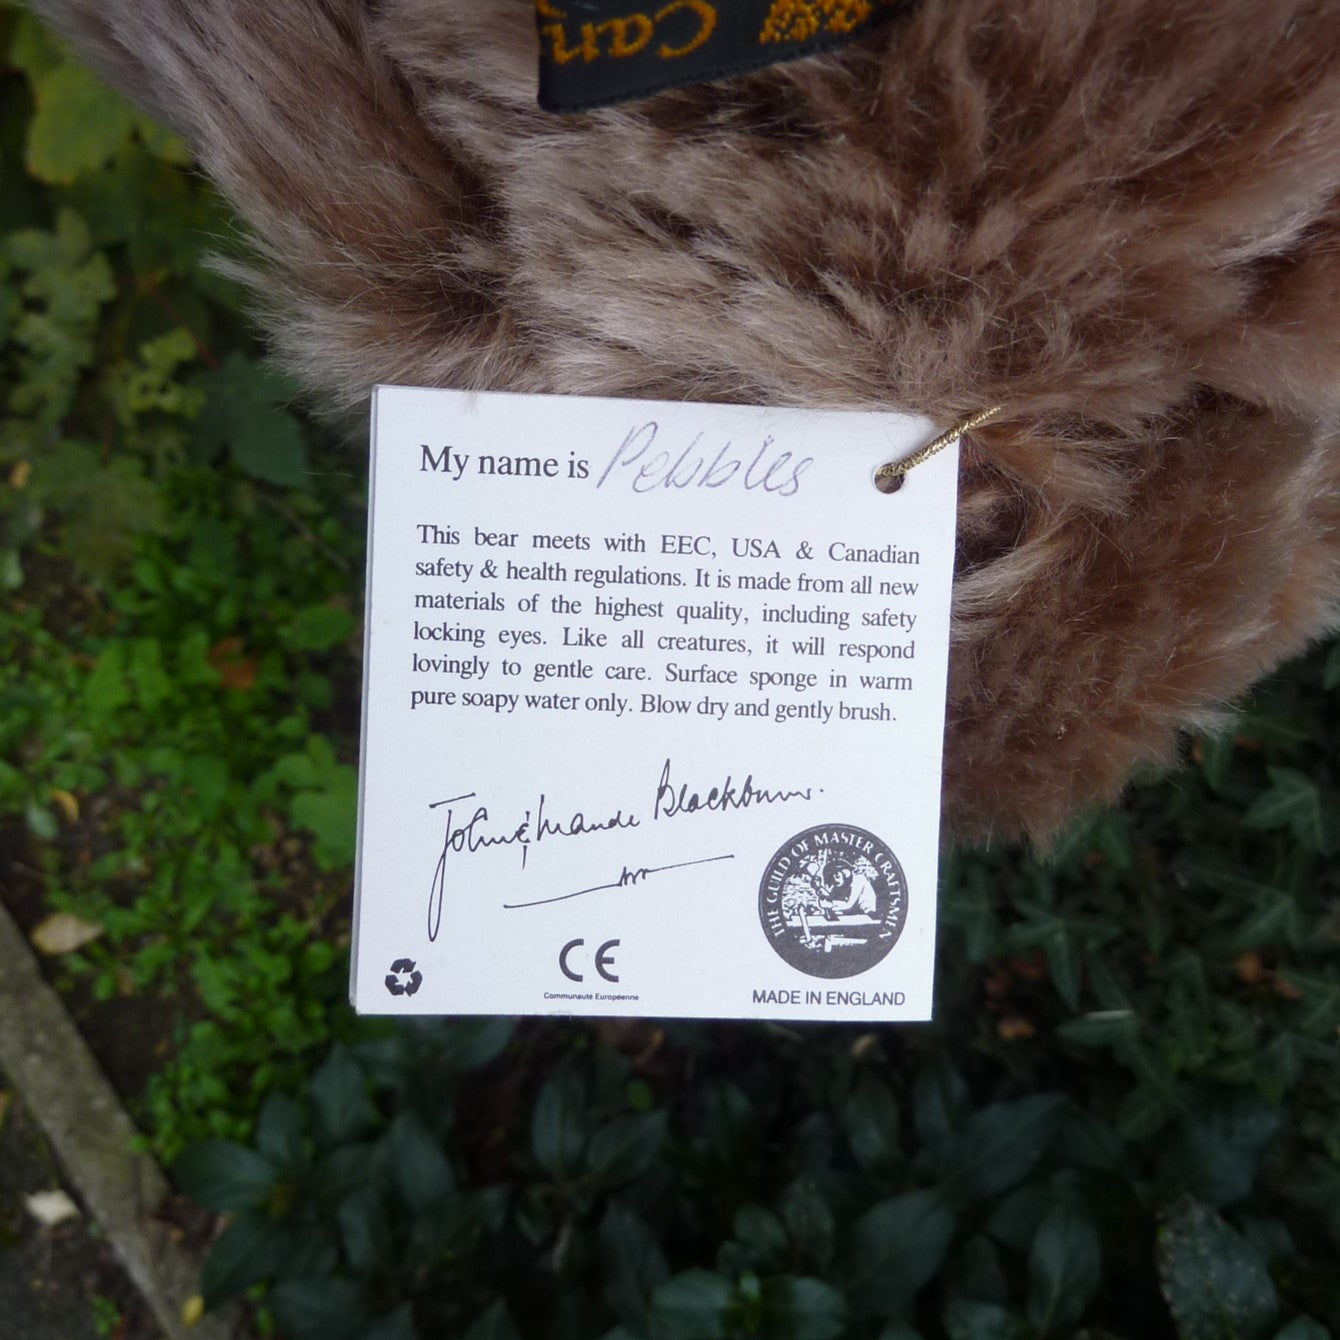 Can
My name is Pebbles
This bear meets with EEC, USA & Canadian
safety & health regulations. It is made from all new
materials of the highest quality, including safety
locking eyes. Like all creatures, it will respond
lovingly to gentle care. Surface sponge in warm
pure soapy water only. Blow dry and gently brush.
John & Maude Blackburn.
THE GUILD OF MASTER CRAFTSMEN
CE
Communauté Européenne
MADE IN ENGLAND